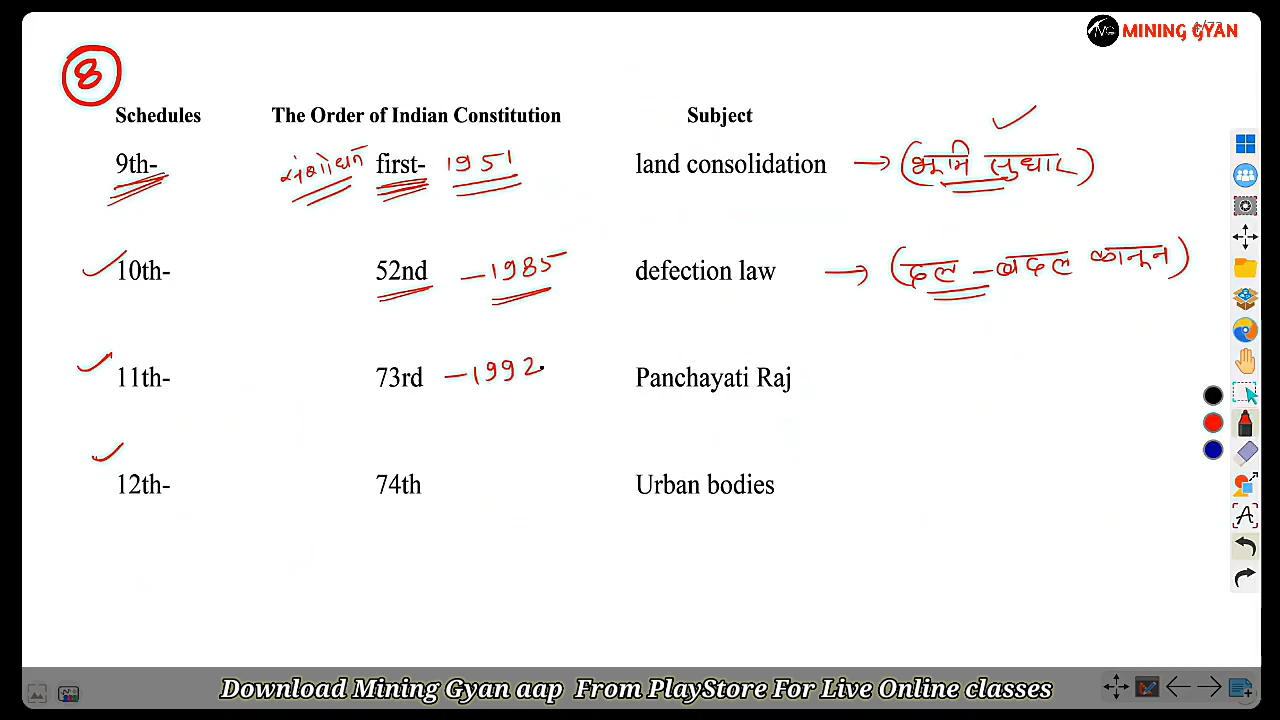 1/73
MINING GYAN
8
Schedules The Order of Indian Constitution Subject
9th- संशोधन first- 1951 land consolidation → (भूमि सुधार)
10th- 52nd - 1985 defection law → (दल - बदल कानून)
11th- 73rd - 1992 Panchayati Raj
12th- 74th Urban bodies
Download Mining Gyan aap From PlayStore For Live Online classes